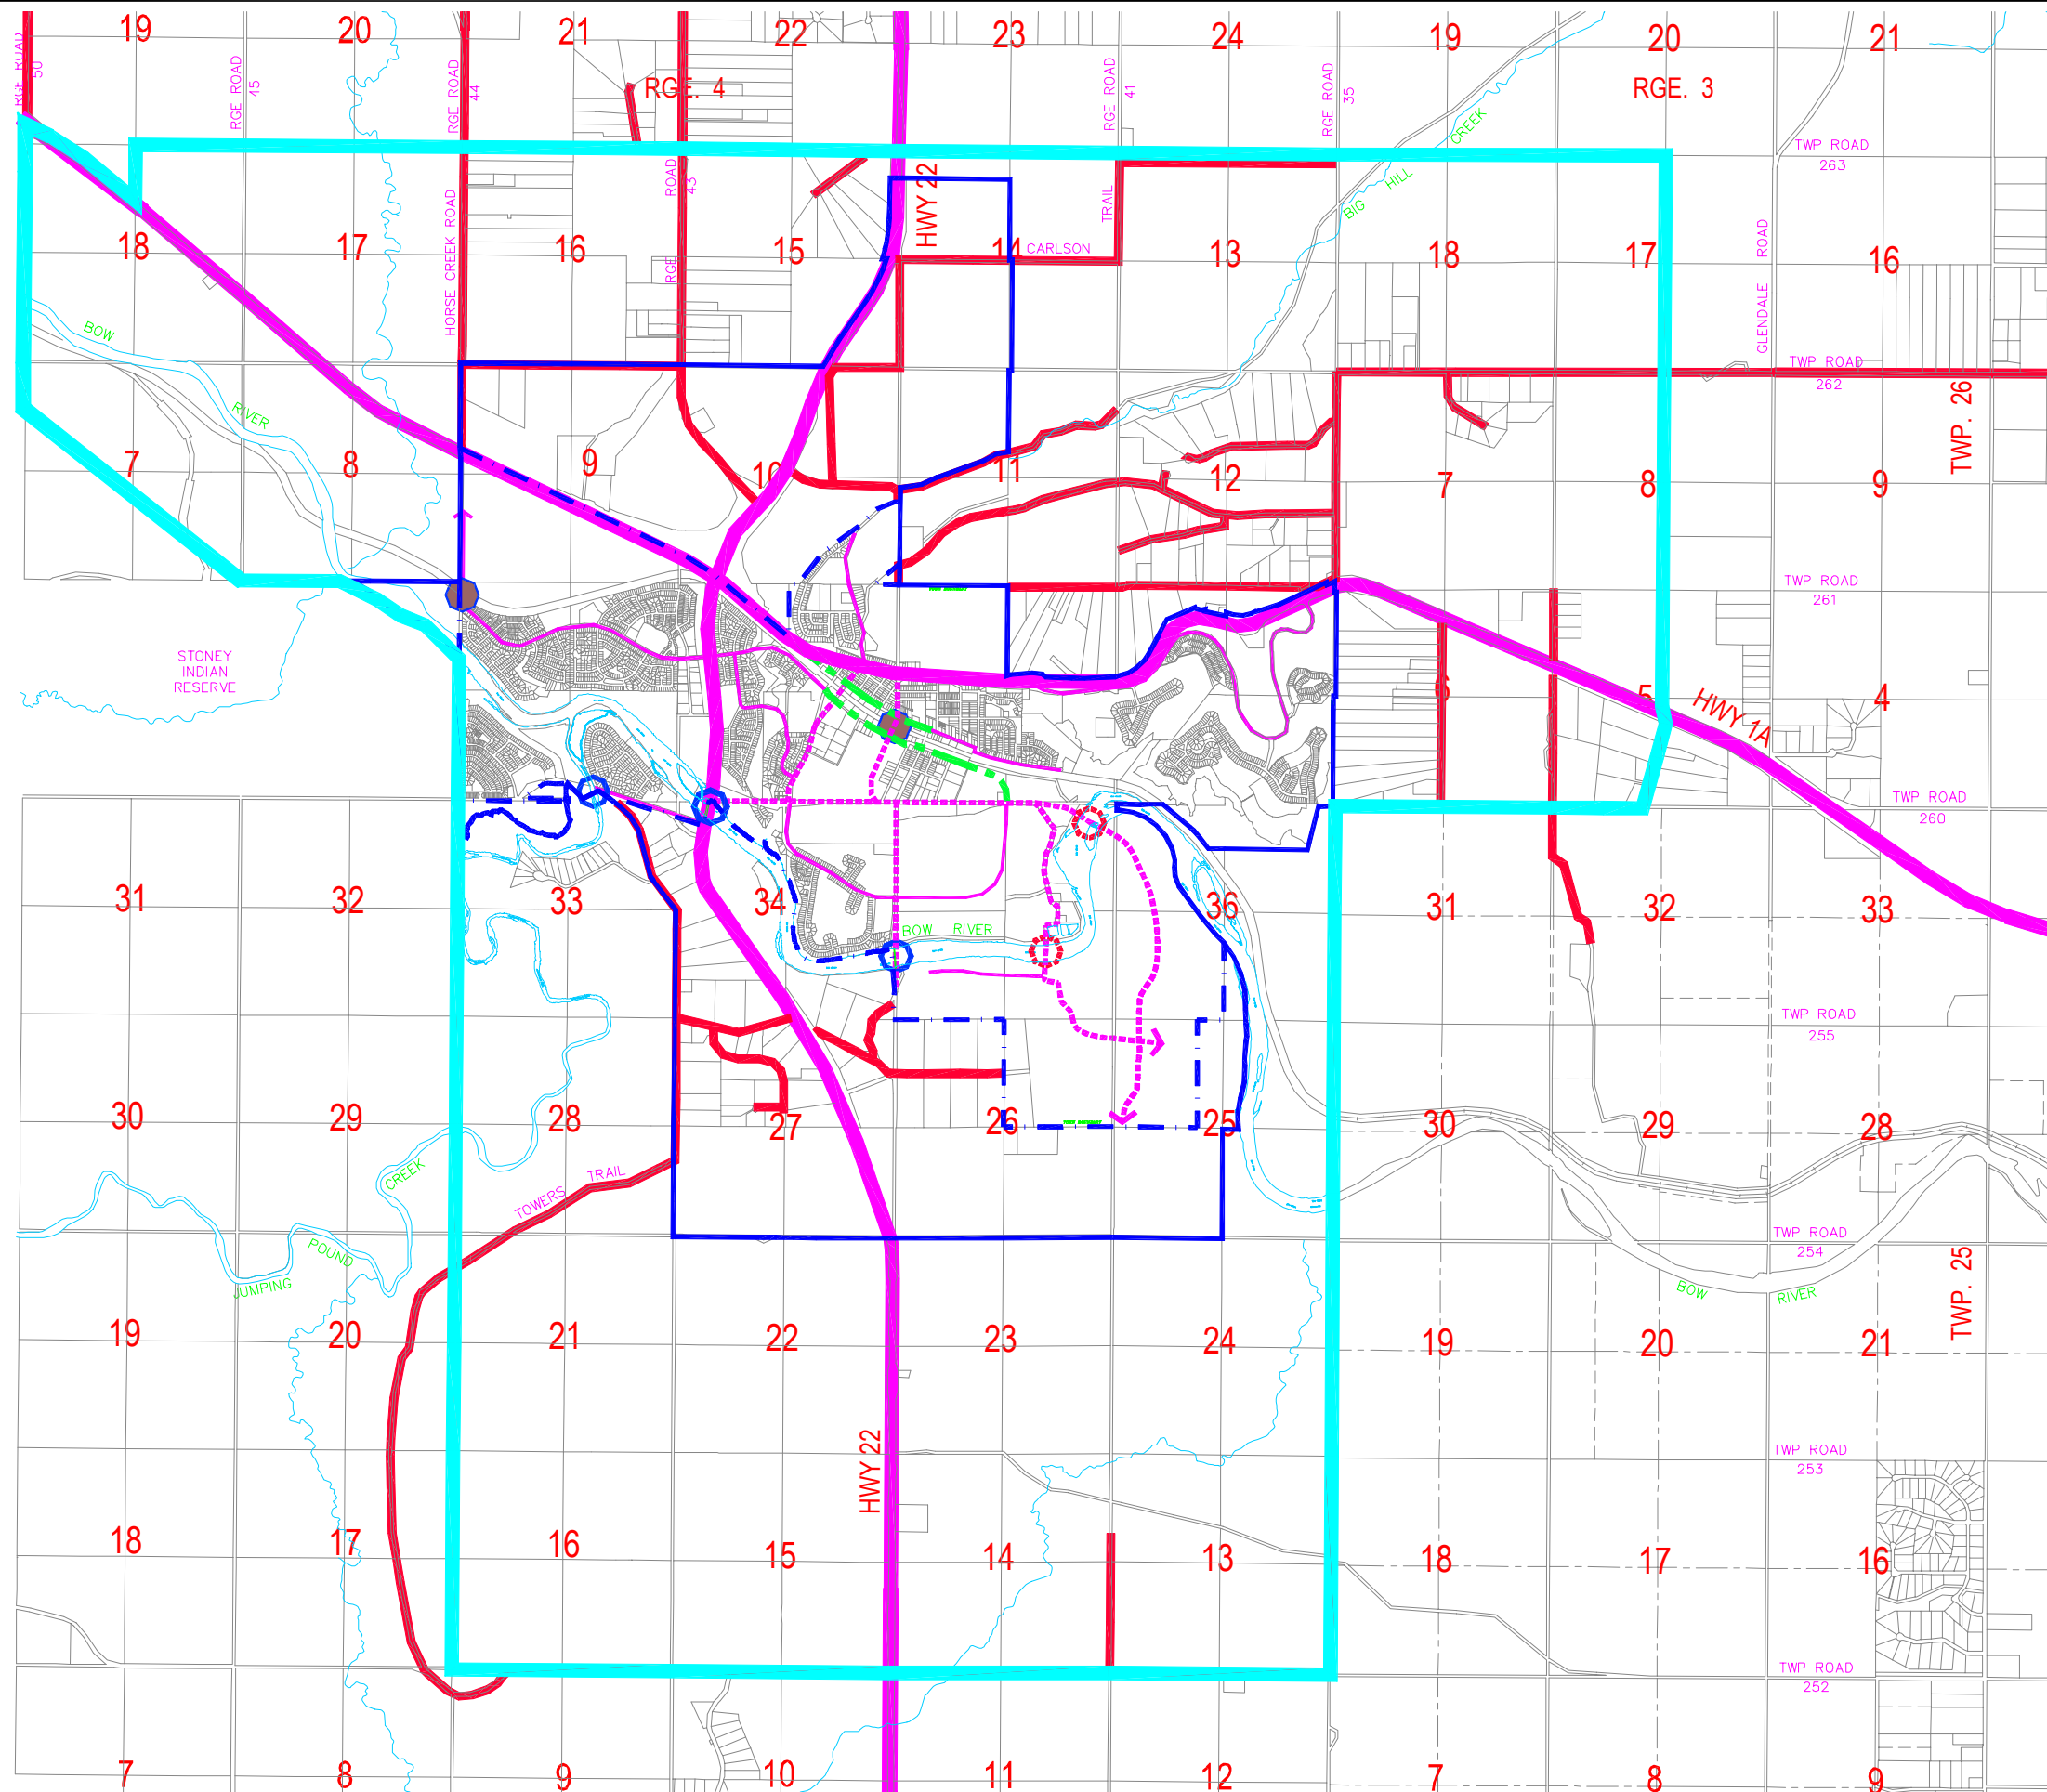 19 20 21 22 23 24 19 20 21
RGE ROAD 50
RGE ROAD 45
RGE ROAD 44
RGE. 4
RGE ROAD 41
RGE ROAD 35
RGE. 3
CREEK
HILL
BIG
TWP ROAD
263
RGE ROAD 43
HWY 22
TRAIL
HORSE CREEK ROAD
18 17 16 15 14 13 18 17 16
CARLSON
GLENDALE ROAD
BOW
RIVER
TWP ROAD
262
TWP. 26
7 8 9 10 11 12 7 8 9
TWP ROAD
261
STONEY
INDIAN
RESERVE
6 5 4
HWY 1A
TWP ROAD
260
31 32 33 34 36 31 32 33
BOW RIVER
TWP ROAD
255
30 29 28 27 26 25 30 29 28
CREEK
TOWERS TRAIL
POUND
JUMPING
TWP ROAD
254
BOW
RIVER
TWP. 25
19 20 21 22 23 24 19 20 21
HWY 22
TWP ROAD
253
18 17 16 15 14 13 18 17 16
TWP ROAD
252
7 8 9 10 11 12 7 8 9